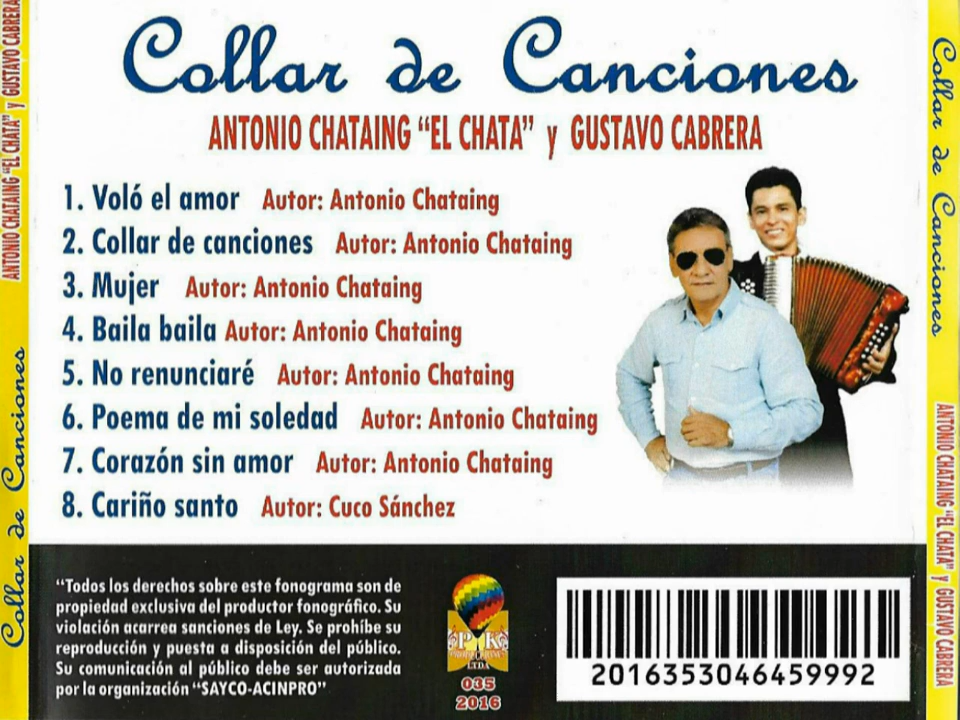 Collar de Canciones
ANTONIO CHATAING "EL CHATA" y GUSTAVO CABRERA
1. Voló el amor Autor: Antonio Chataing
2. Collar de canciones Autor: Antonio Chataing
3. Mujer Autor: Antonio Chataing
4. Baila baila Autor: Antonio Chataing
5. No renunciaré Autor: Antonio Chataing
6. Poema de mi soledad Autor: Antonio Chataing
7. Corazón sin amor Autor: Antonio Chataing
8. Cariño santo Autor: Cuco Sánchez
"Todos los derechos sobre este fonograma son de
propiedad exclusiva del productor fonográfico. Su
violación acarrea sanciones de Ley. Se prohíbe su
reproducción y puesta a disposición del público.
Su comunicación al público debe ser autorizada
por la organización "SAYCO-ACINPRO"
P K
LTDA
035
2016
2016353046459992
Collar de Canciones
ANTONIO CHATAING "EL CHATA" y GUSTAVO CABRERA
Collar de Canciones
ANTONIO CHATAING "EL CHATA" y GUSTAVO CABRERA